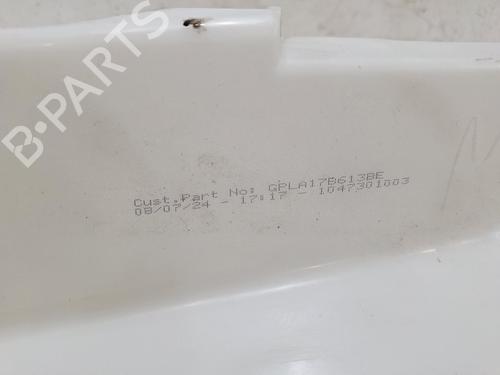 B-PARTS
Cust.Part No: GPLA17B613BE
08/07/24 - 17:17 - 1047301003